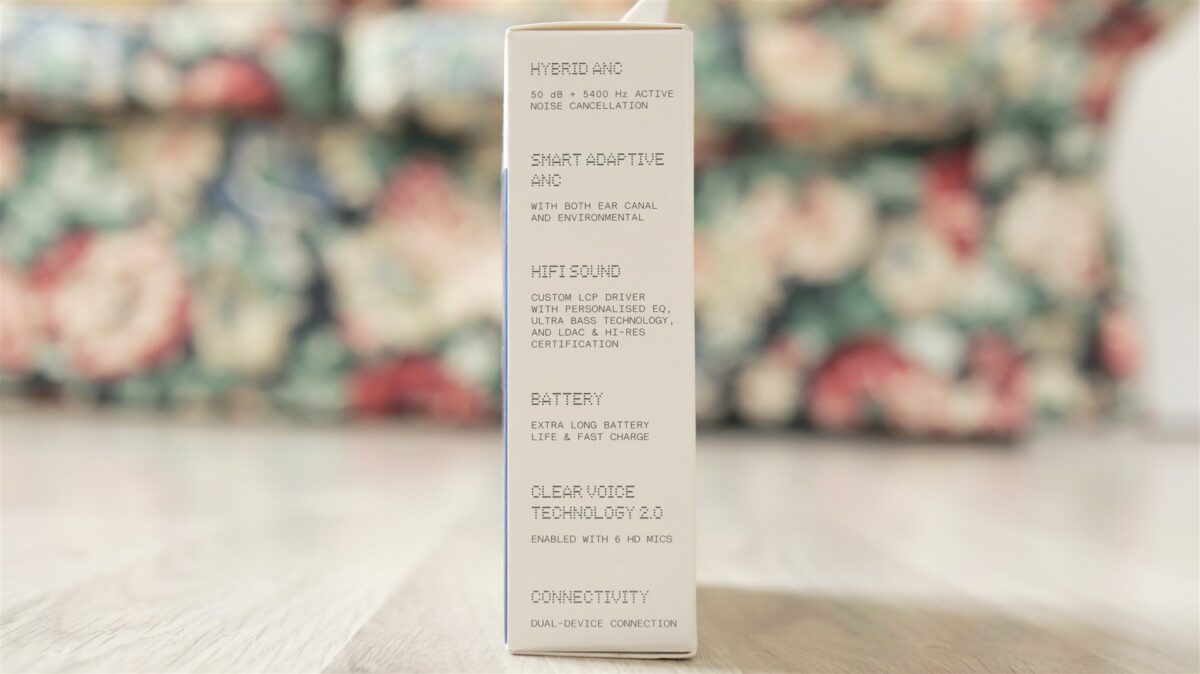 HYBRID ANC
50 dB + 5400 Hz ACTIVE
NOISE CANCELLATION
SMART ADAPTIVE
ANC
WITH BOTH EAR CANAL
AND ENVIRONMENTAL
HIFI SOUND
CUSTOM LCP DRIVER
WITH PERSONALISED EQ,
ULTRA BASS TECHNOLOGY,
AND LDAC & HI-RES
CERTIFICATION
BATTERY
EXTRA LONG BATTERY
LIFE & FAST CHARGE
CLEAR VOICE
TECHNOLOGY 2.0
ENABLED WITH 6 HD MICS
CONNECTIVITY
DUAL-DEVICE CONNECTION